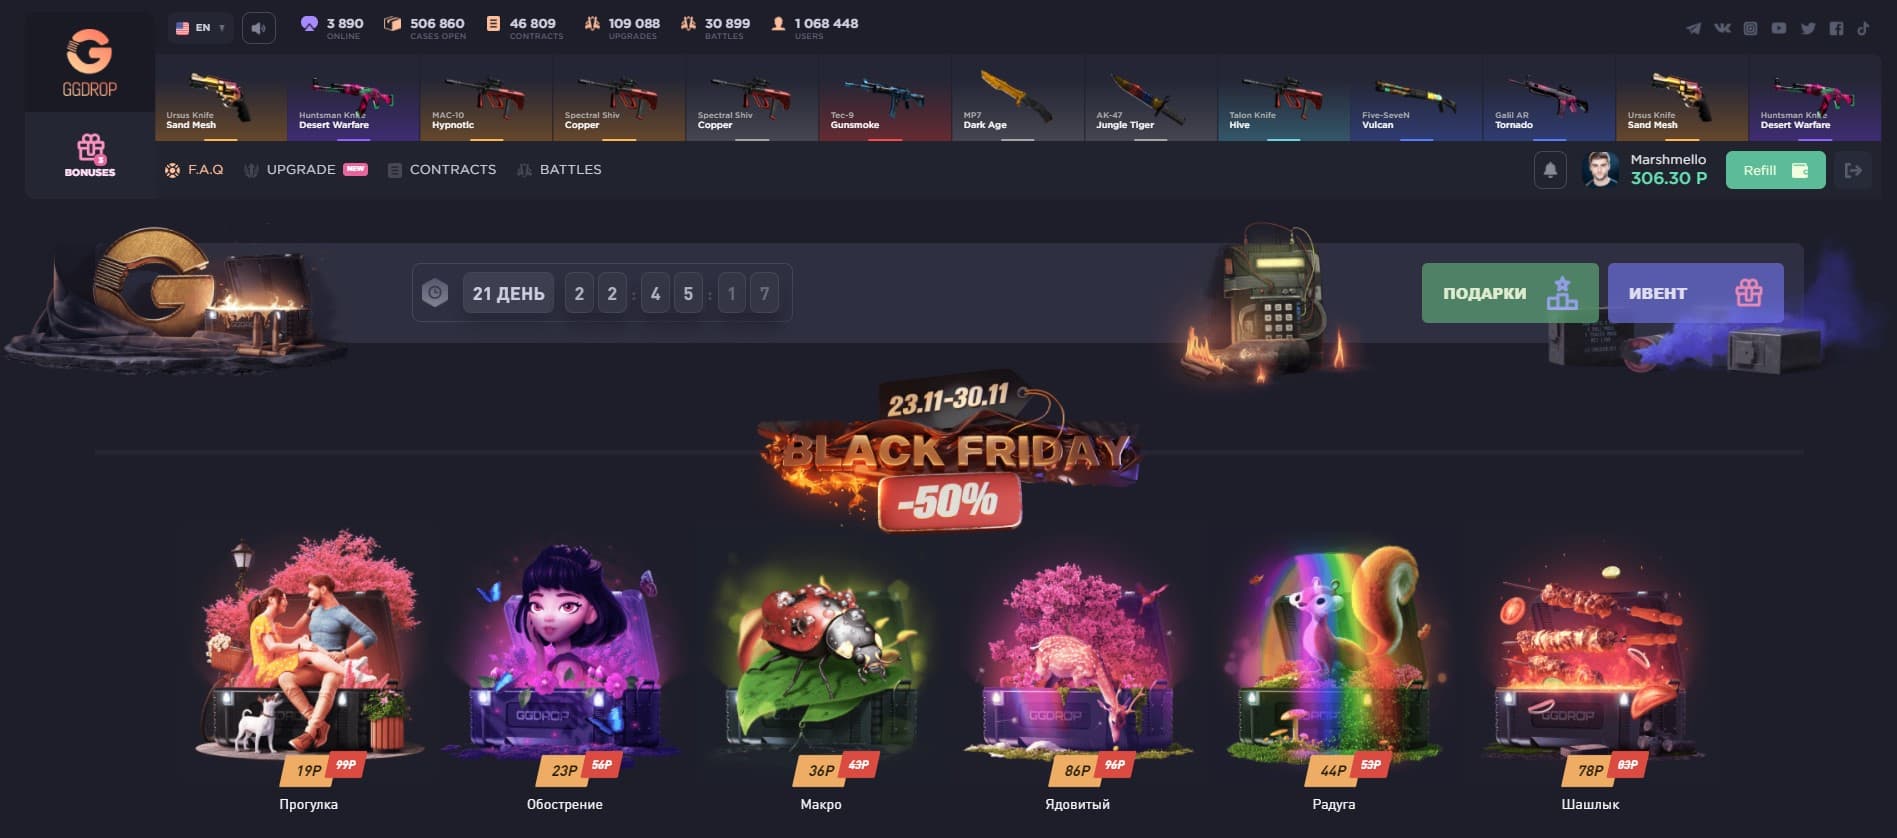 GGDROP
EN
3 890
ONLINE
506 860
CASES OPEN
46 809
CONTRACTS
109 088
UPGRADES
30 899
BATTLES
1 068 448
USERS
Ursus Knife
Sand Mesh
Huntsman Knife
Desert Warfare
MAC-10
Hypnotic
Spectral Shiv
Copper
Spectral Shiv
Copper
Tec-9
Gunsmoke
MP7
Dark Age
AK-47
Jungle Tiger
Talon Knife
Hive
Five-SeveN
Vulcan
Galil AR
Tornado
Ursus Knife
Sand Mesh
Huntsman Knife
Desert Warfare
3
BONUSES
F.A.Q
UPGRADE NEW
CONTRACTS
BATTLES
Marshmello
306.30 P
Refill
21 ДЕНЬ 2 2 : 4 5 : 1 7
ПОДАРКИ
ИВЕНТ
23.11-30.11
BLACK FRIDAY
-50%
GGDROP
GGDROP
GGDROP
19Р 99Р
Прогулка
23Р 56Р
Обострение
36Р 43Р
Макро
86Р 96Р
Ядовитый
44Р 53Р
Радуга
78Р 83Р
Шашлык